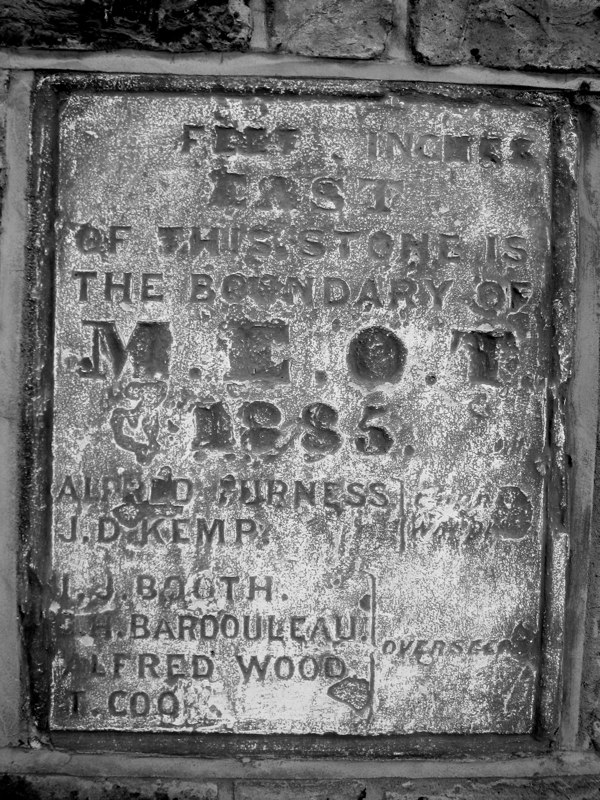 FEET INCHES
EAST
OF THIS STONE IS
THE BOUNDARY OF
M.E.O.T.
1885.
ALFRED FURNESS
J.D. KEMP.
J. BOOTH.
H. BARDOULEAU.
ALFRED WOOD.
OVERSEERS
T. COO